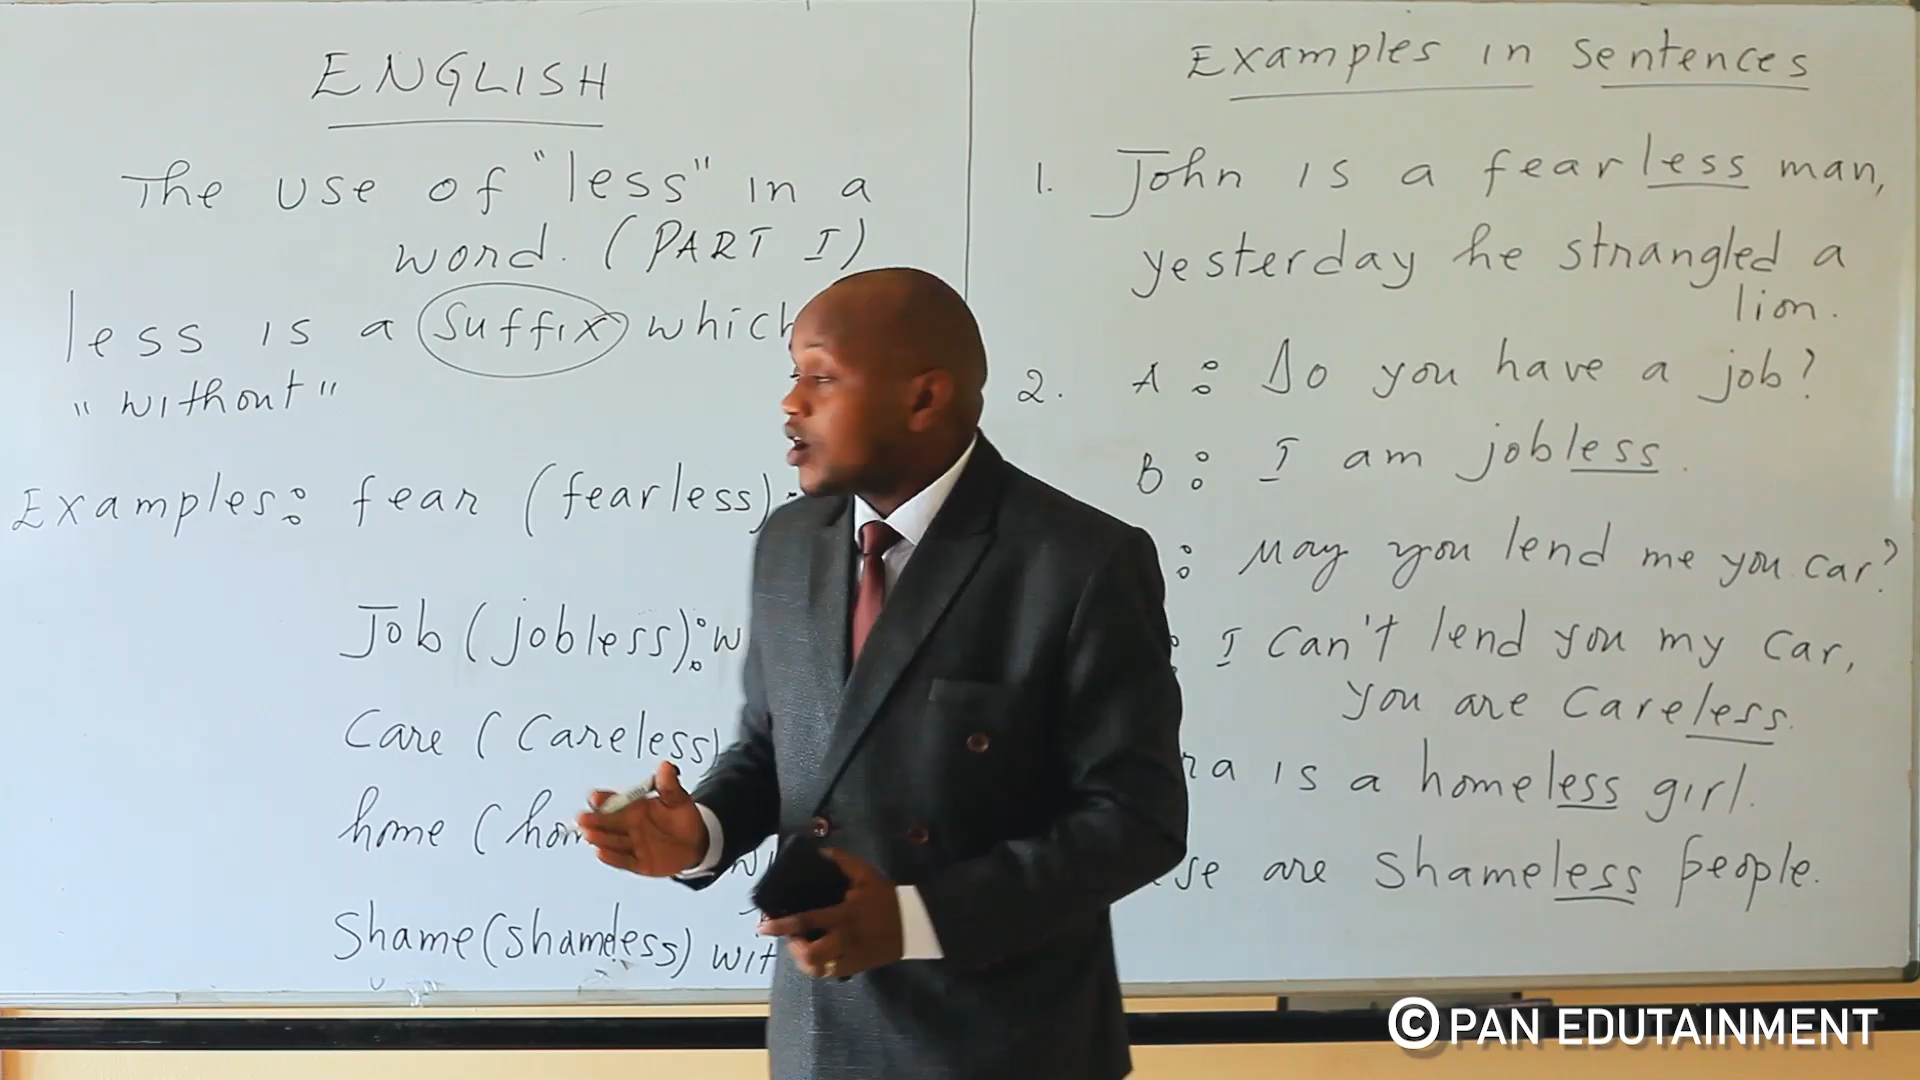 ENGLISH
The use of "less" in a
word. (PART I)
less is a suffix which
"without"
Examples: fear (fearless):
Job (jobless): w
Care (Careless)
home (hom
Shame (shameless) wit
Examples in Sentences
1. John is a fearless man,
yesterday he strangled a
lion.
2. A: Do you have a job?
B: I am jobless.
: May you lend me you car?
: I can't lend you my car,
you are careless.
ra is a homeless girl.
se are shameless people.
© PAN EDUTAINMENT